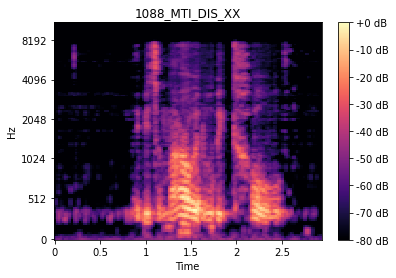 1088_MTI_DIS_XX
+0 dB
8192
-10 dB
4096
-20 dB
-30 dB
2048
-40 dB
Hz
1024
-50 dB
512
-60 dB
-70 dB
0
-80 dB
0 0.5 1 1.5 2 2.5
Time